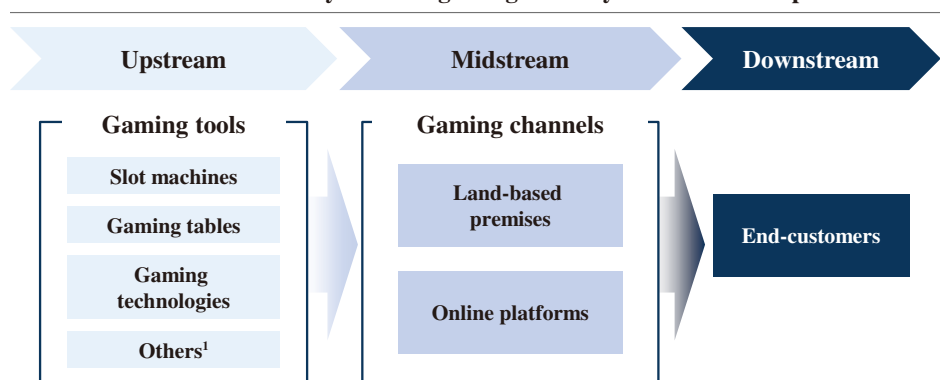 Upstream
Midstream
Downstream
Gaming tools
Slot machines
Gaming tables
Gaming
technologies
Others¹
Gaming channels
Land-based
premises
Online platforms
End-customers